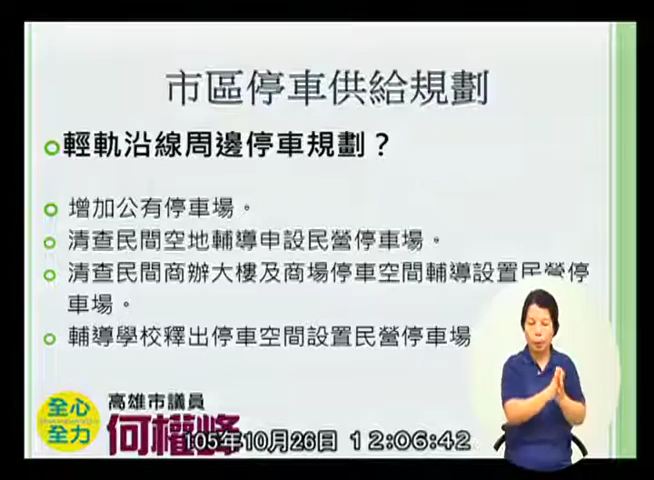 市區停車供給規劃
輕軌沿線周邊停車規劃？
增加公有停車場。
清查民間空地輔導申設民營停車場。
清查民間商辦大樓及商場停車空間輔導設置民營停
車場。
輔導學校釋出停車空間設置民營停車場
全心
全力
高雄市議員
何權峰
105年10月26日 12:06:42